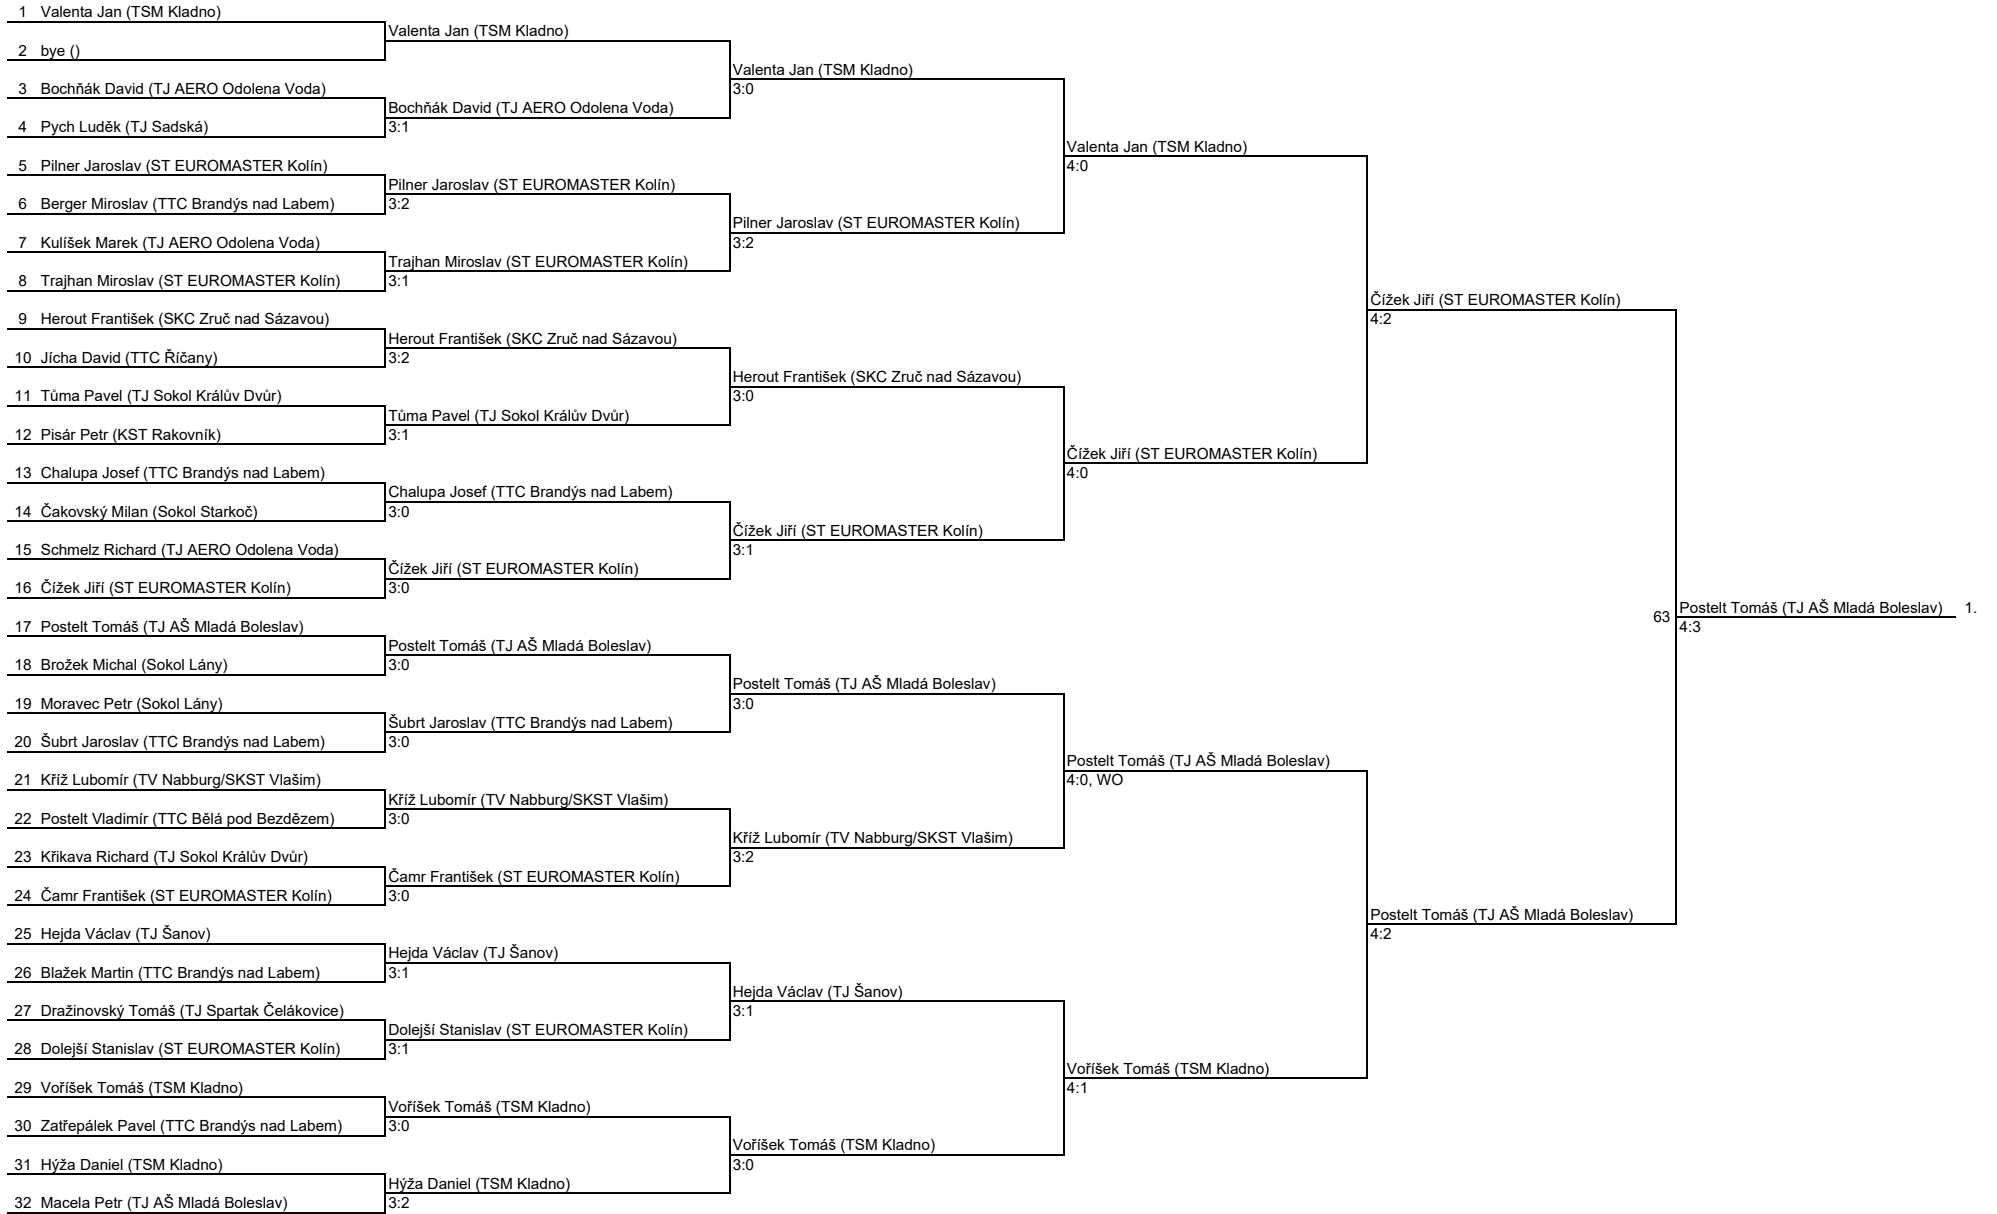 1 Valenta Jan (TSM Kladno)
2 bye ()
3 Bochňák David (TJ AERO Odolena Voda)
4 Pych Luděk (TJ Sadská)
5 Pilner Jaroslav (ST EUROMASTER Kolín)
6 Berger Miroslav (TTC Brandýs nad Labem)
7 Kulíšek Marek (TJ AERO Odolena Voda)
8 Trajhan Miroslav (ST EUROMASTER Kolín)
9 Herout František (SKC Zruč nad Sázavou)
10 Jícha David (TTC Říčany)
11 Tůma Pavel (TJ Sokol Králův Dvůr)
12 Pisár Petr (KST Rakovník)
13 Chalupa Josef (TTC Brandýs nad Labem)
14 Čakovský Milan (Sokol Starkoč)
15 Schmelz Richard (TJ AERO Odolena Voda)
16 Čížek Jiří (ST EUROMASTER Kolín)
17 Postelt Tomáš (TJ AŠ Mladá Boleslav)
18 Brožek Michal (Sokol Lány)
19 Moravec Petr (Sokol Lány)
20 Šubrt Jaroslav (TTC Brandýs nad Labem)
21 Kříž Lubomír (TV Nabburg/SKST Vlašim)
22 Postelt Vladimír (TTC Bělá pod Bezdězem)
23 Křikava Richard (TJ Sokol Králův Dvůr)
24 Čamr František (ST EUROMASTER Kolín)
25 Hejda Václav (TJ Šanov)
26 Blažek Martin (TTC Brandýs nad Labem)
27 Dražinovský Tomáš (TJ Spartak Čelákovice)
28 Dolejší Stanislav (ST EUROMASTER Kolín)
29 Voříšek Tomáš (TSM Kladno)
30 Zatřepálek Pavel (TTC Brandýs nad Labem)
31 Hýža Daniel (TSM Kladno)
32 Macela Petr (TJ AŠ Mladá Boleslav)
Valenta Jan (TSM Kladno)
Bochňák David (TJ AERO Odolena Voda)
3:1
Pilner Jaroslav (ST EUROMASTER Kolín)
3:2
Trajhan Miroslav (ST EUROMASTER Kolín)
3:1
Herout František (SKC Zruč nad Sázavou)
3:2
Tůma Pavel (TJ Sokol Králův Dvůr)
3:1
Chalupa Josef (TTC Brandýs nad Labem)
3:0
Čížek Jiří (ST EUROMASTER Kolín)
3:0
Postelt Tomáš (TJ AŠ Mladá Boleslav)
3:0
Šubrt Jaroslav (TTC Brandýs nad Labem)
3:0
Kříž Lubomír (TV Nabburg/SKST Vlašim)
3:0
Čamr František (ST EUROMASTER Kolín)
3:0
Hejda Václav (TJ Šanov)
3:1
Dolejší Stanislav (ST EUROMASTER Kolín)
3:1
Voříšek Tomáš (TSM Kladno)
3:0
Hýža Daniel (TSM Kladno)
3:2
Valenta Jan (TSM Kladno)
3:0
Pilner Jaroslav (ST EUROMASTER Kolín)
3:2
Herout František (SKC Zruč nad Sázavou)
3:0
Čížek Jiří (ST EUROMASTER Kolín)
3:1
Postelt Tomáš (TJ AŠ Mladá Boleslav)
3:0
Kříž Lubomír (TV Nabburg/SKST Vlašim)
3:2
Hejda Václav (TJ Šanov)
3:1
Voříšek Tomáš (TSM Kladno)
3:0
Valenta Jan (TSM Kladno)
4:0
Čížek Jiří (ST EUROMASTER Kolín)
4:0
Postelt Tomáš (TJ AŠ Mladá Boleslav)
4:0, WO
Voříšek Tomáš (TSM Kladno)
4:1
Čížek Jiří (ST EUROMASTER Kolín)
4:2
Postelt Tomáš (TJ AŠ Mladá Boleslav)
4:2
63 Postelt Tomáš (TJ AŠ Mladá Boleslav) 1.
4:3